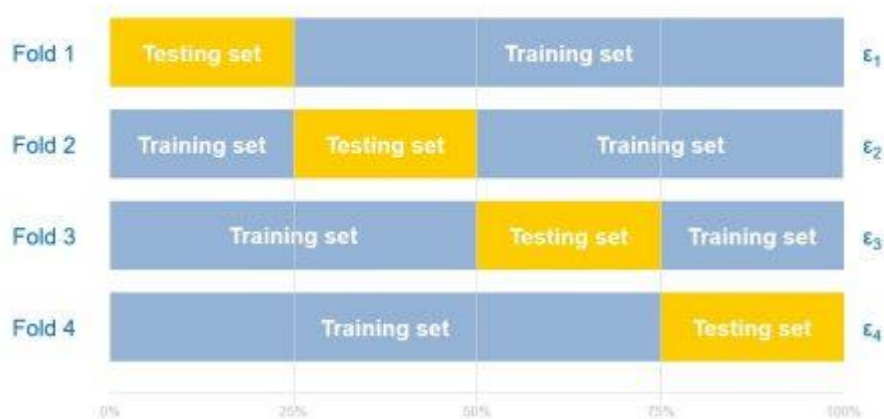 Fold 1 Testing set Training set ε1
Fold 2 Training set Testing set Training set ε2
Fold 3 Training set Testing set Training set ε3
Fold 4 Training set Testing set ε4
0% 25% 50% 75% 100%